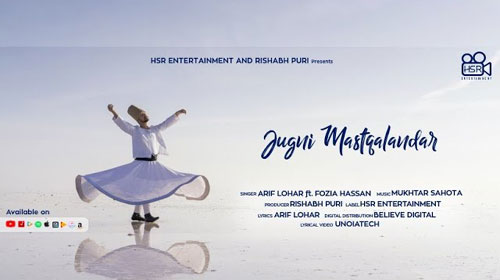 HSR ENTERTAINMENT AND RISHABH PURI Presents
HSR
ENTERTAINMENT
Jugni Mastqalandar
SINGER ARIF LOHAR ft. FOZIA HASSAN MUSIC MUKHTAR SAHOTA
PRODUCER RISHABH PURI LABEL HSR ENTERTAINMENT
LYRICS ARIF LOHAR DIGITAL DISTRIBUTION BELIEVE DIGITAL
LYRICAL VIDEO UNOIATECH
Available on